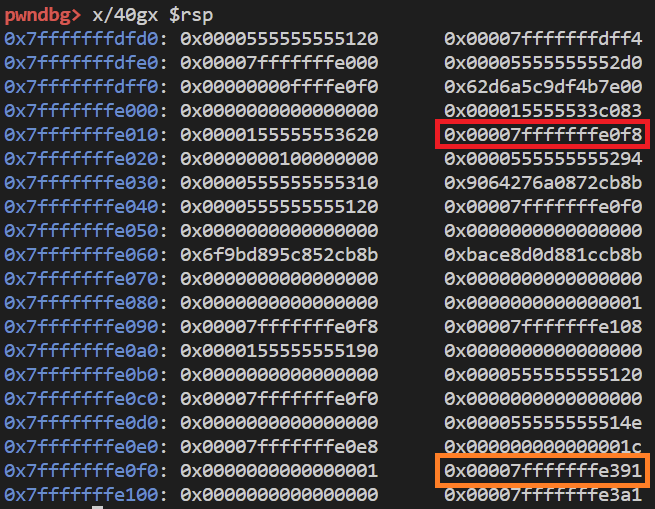 pwndbg> x/40gx $rsp
0x7fffffffdfd0: 0x0000555555555120 0x00007fffffffdff4
0x7fffffffdfe0: 0x00007fffffffe000 0x00005555555552d0
0x7fffffffdff0: 0x00000000ffffe0f0 0x62d6a5c9df4b7e00
0x7fffffffe000: 0x0000000000000000 0x000015555533c083
0x7fffffffe010: 0x0000155555553620 0x00007fffffffe0f8
0x7fffffffe020: 0x0000000100000000 0x0000555555555294
0x7fffffffe030: 0x0000555555555310 0x9064276a0872cb8b
0x7fffffffe040: 0x0000555555555120 0x00007fffffffe0f0
0x7fffffffe050: 0x0000000000000000 0x0000000000000000
0x7fffffffe060: 0x6f9bd895c852cb8b 0xbace8d0d881ccb8b
0x7fffffffe070: 0x0000000000000000 0x0000000000000000
0x7fffffffe080: 0x0000000000000000 0x0000000000000001
0x7fffffffe090: 0x00007fffffffe0f8 0x00007fffffffe108
0x7fffffffe0a0: 0x0000155555555190 0x0000000000000000
0x7fffffffe0b0: 0x0000000000000000 0x0000555555555120
0x7fffffffe0c0: 0x00007fffffffe0f0 0x0000000000000000
0x7fffffffe0d0: 0x0000000000000000 0x000055555555514e
0x7fffffffe0e0: 0x00007fffffffe0e8 0x000000000000001c
0x7fffffffe0f0: 0x0000000000000001 0x00007fffffffe391
0x7fffffffe100: 0x0000000000000000 0x00007fffffffe3a1